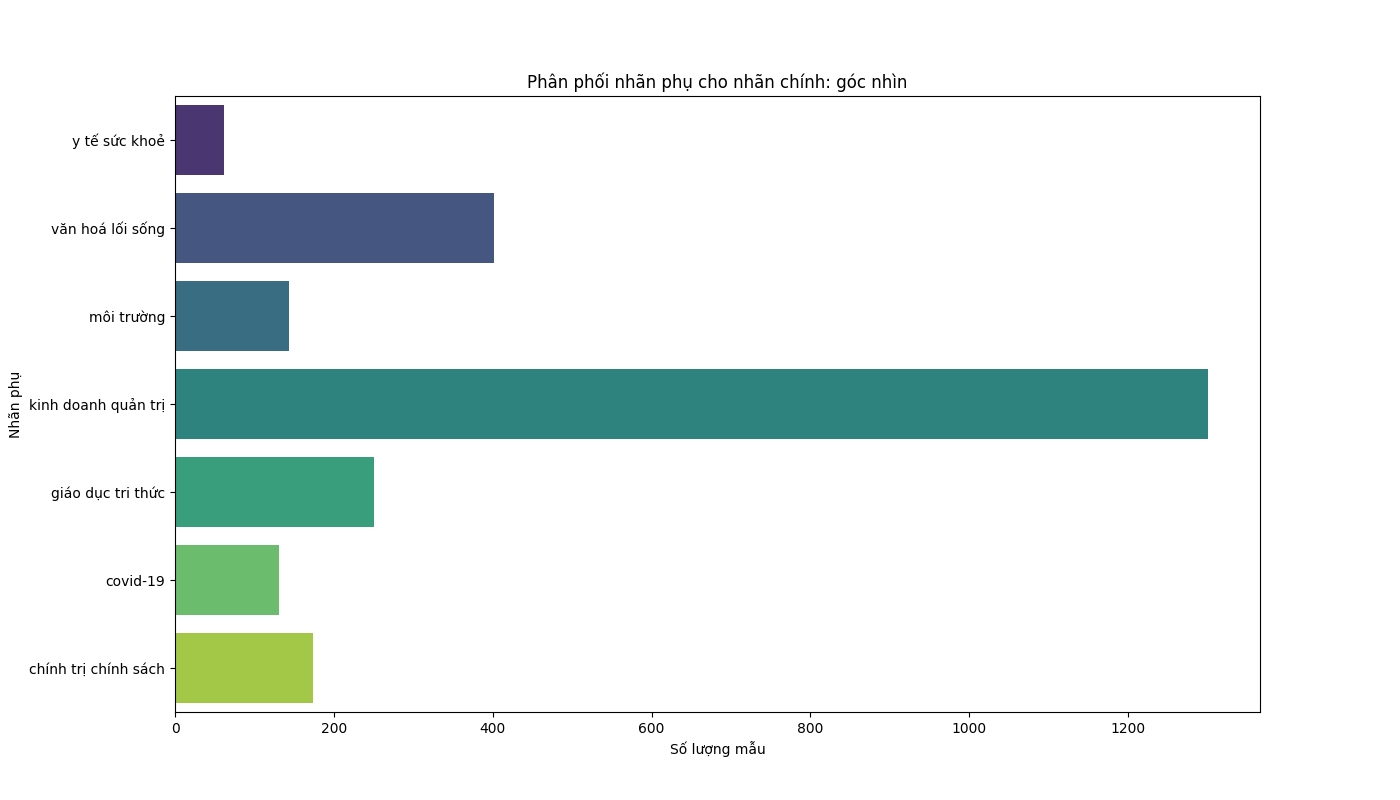 Phân phối nhãn phụ cho nhãn chính: góc nhìn
y tế sức khoẻ
văn hoá lối sống
môi trường
kinh doanh quản trị
giáo dục tri thức
covid-19
chính trị chính sách
Nhãn phụ
0 200 400 600 800 1000 1200
Số lượng mẫu